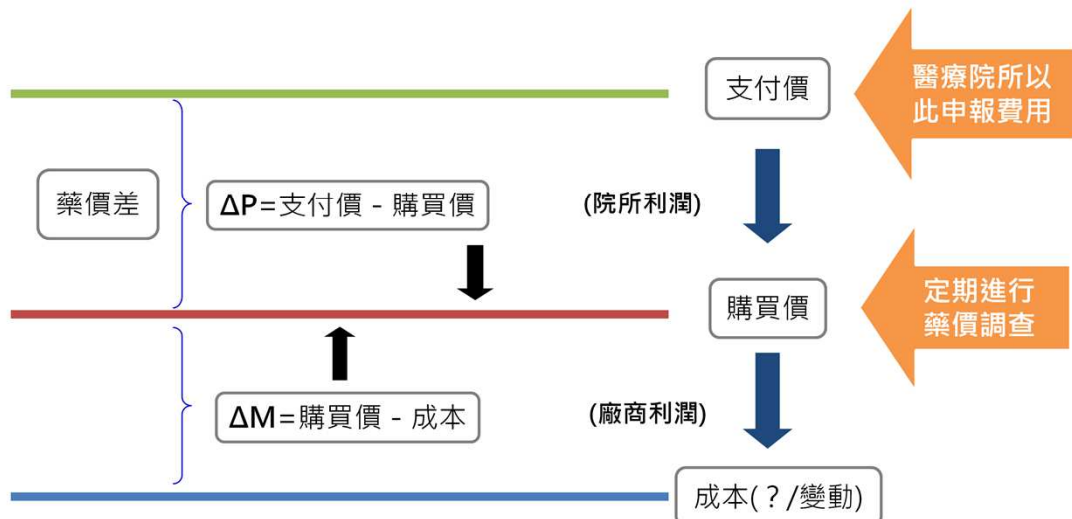 支付價
醫療院所以
此申報費用
藥價差
ΔP=支付價 - 購買價
(院所利潤)
購買價
定期進行
藥價調查
ΔM=購買價 - 成本
(廠商利潤)
成本(?/變動)